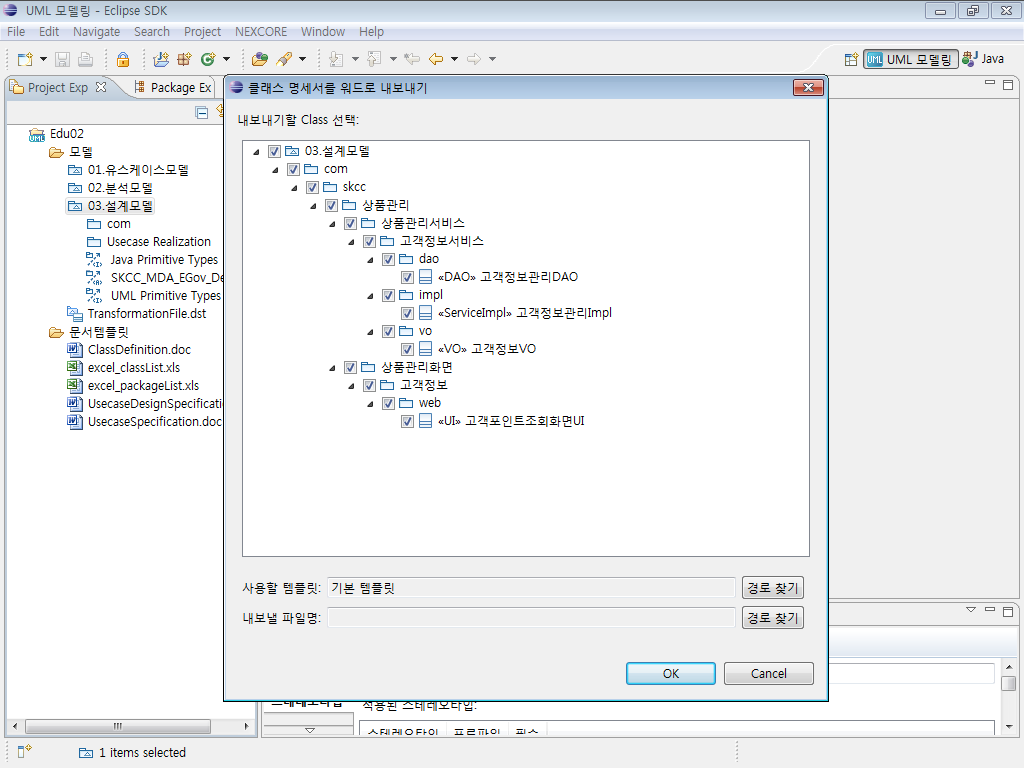 UML 모델링 - Eclipse SDK
File Edit Navigate Search Project NEXCORE Window Help
UML 모델링 Java
Project Exp Package Ex
클래스 명세서를 워드로 내보내기
내보내기할 Class 선택:
Edu02
모델
01.유스케이스모델
02.분석모델
03.설계모델
com
Usecase Realization
Java Primitive Types
SKCC_MDA_EGov_De
UML Primitive Types
TransformationFile.dst
문서템플릿
ClassDefinition.doc
excel_classList.xls
excel_packageList.xls
UsecaseDesignSpecificati
UsecaseSpecification.doc
03.설계모델
com
skcc
상품관리
상품관리서비스
고객정보서비스
dao
«DAO» 고객정보관리DAO
impl
«ServiceImpl» 고객정보관리Impl
vo
«VO» 고객정보VO
상품관리화면
고객정보
web
«UI» 고객포인트조회화면UI
사용할 템플릿: 기본 템플릿 경로 찾기
내보낼 파일명: 경로 찾기
OK Cancel
스테레오타입 적용된 스테레오타입:
스테레오타입 프로파일 필수
1 items selected